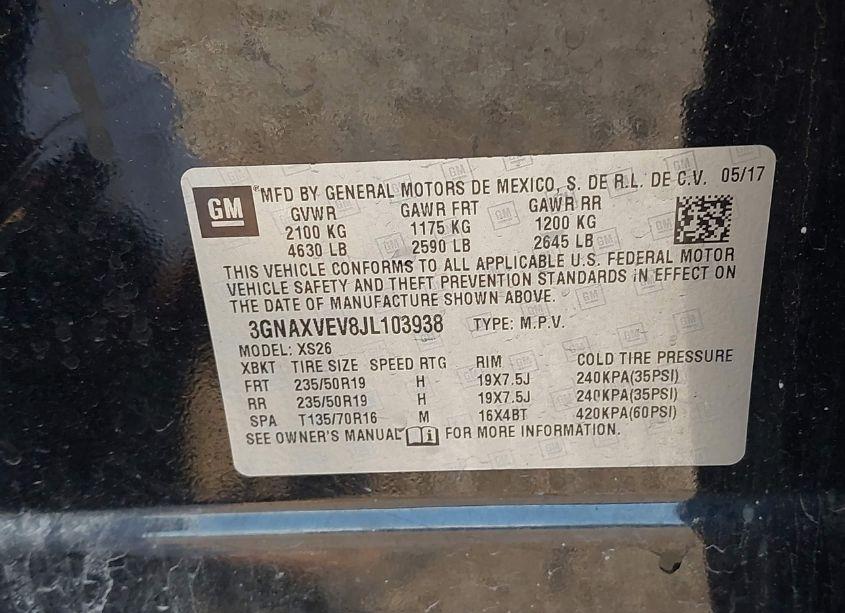 GM ®MFD BY GENERAL MOTORS DE MEXICO, S. DE R.L. DE C.V. 05/17
GVWR GAWR FRT GAWR RR
2100 KG 1175 KG 1200 KG
4630 LB 2590 LB 2645 LB
THIS VEHICLE CONFORMS TO ALL APPLICABLE U.S. FEDERAL MOTOR
VEHICLE SAFETY AND THEFT PREVENTION STANDARDS IN EFFECT ON
THE DATE OF MANUFACTURE SHOWN ABOVE.
3GNAXVEV8JL103938 TYPE: M.P.V.
MODEL: XS26
XBKT TIRE SIZE SPEED RTG RIM COLD TIRE PRESSURE
FRT 235/50R19 H 19X7.5J 240KPA(35PSI)
RR 235/50R19 H 19X7.5J 240KPA(35PSI)
SPA T135/70R16 M 16X4BT 420KPA(60PSI)
SEE OWNER'S MANUAL FOR MORE INFORMATION.